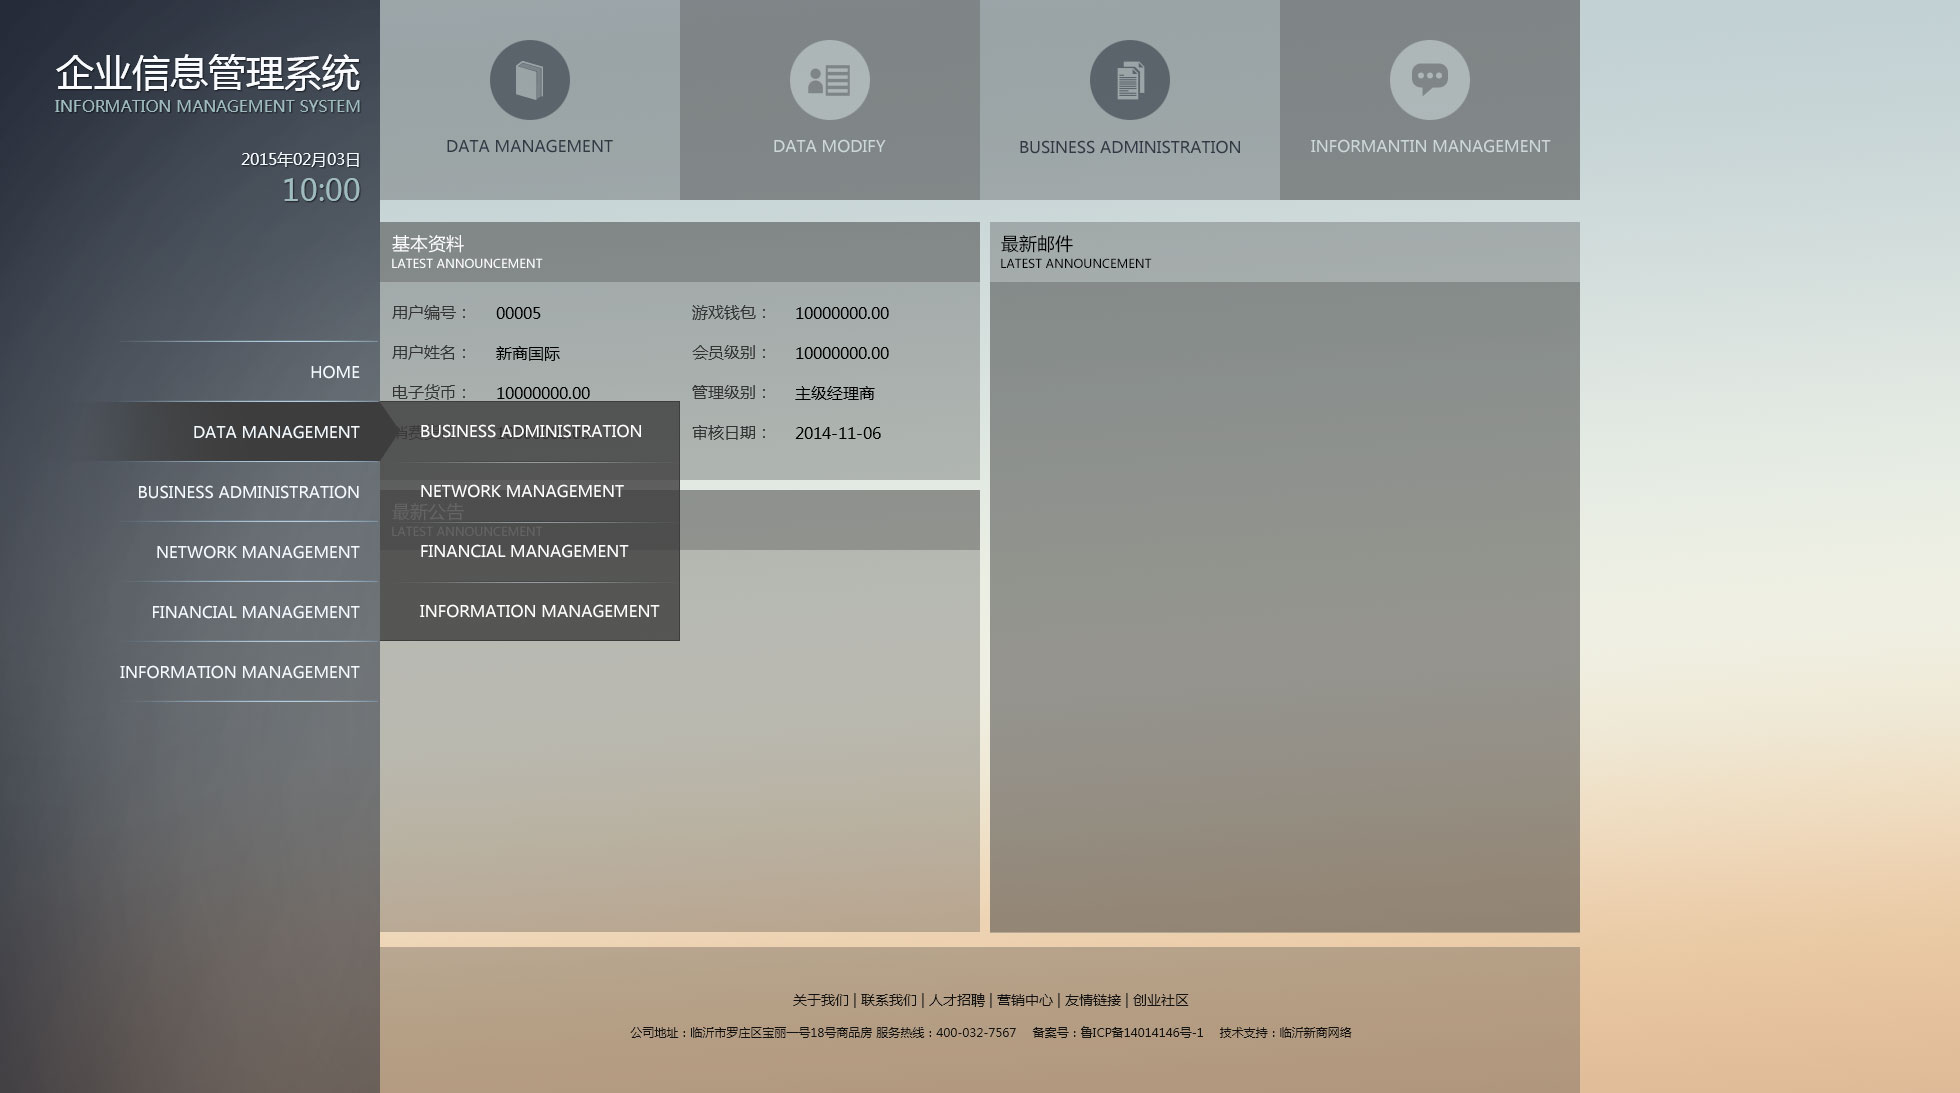 企业信息管理系统
INFORMATION MANAGEMENT SYSTEM
2015年02月03日
10:00
DATA MANAGEMENT
DATA MODIFY
BUSINESS ADMINISTRATION
INFORMANTIN MANAGEMENT
HOME
DATA MANAGEMENT
BUSINESS ADMINISTRATION
NETWORK MANAGEMENT
FINANCIAL MANAGEMENT
INFORMATION MANAGEMENT
基本资料
LATEST ANNOUNCEMENT
用户编号： 00005 游戏钱包： 10000000.00
用户姓名： 新商国际 会员级别： 10000000.00
电子货币： 10000000.00 管理级别： 主级经理商
审核日期： 2014-11-06
BUSINESS ADMINISTRATION
NETWORK MANAGEMENT
FINANCIAL MANAGEMENT
INFORMATION MANAGEMENT
最新公告
LATEST ANNOUNCEMENT
最新邮件
LATEST ANNOUNCEMENT
关于我们 | 联系我们 | 人才招聘 | 营销中心 | 友情链接 | 创业社区
公司地址：临沂市罗庄区宝丽一号18号商品房 服务热线：400-032-7567 备案号：鲁ICP备14014146号-1 技术支持：临沂新商网络